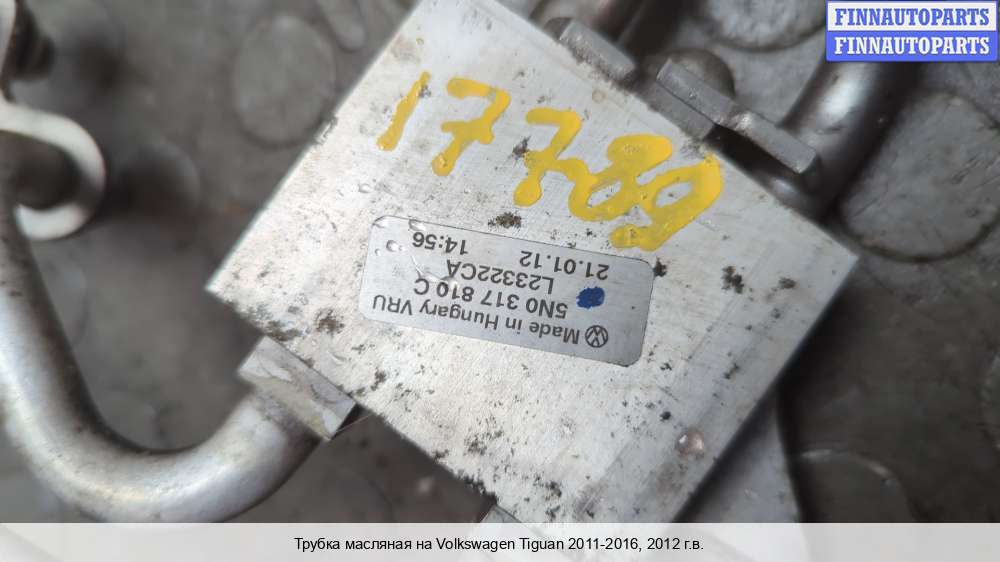 FINNAUTOPARTS
FINNAUTOPARTS
17789
Made in Hungary VRU
5N0 317 810 C
L23322CA
21.01.12 14:56
Трубка масляная на Volkswagen Tiguan 2011-2016, 2012 г.в.